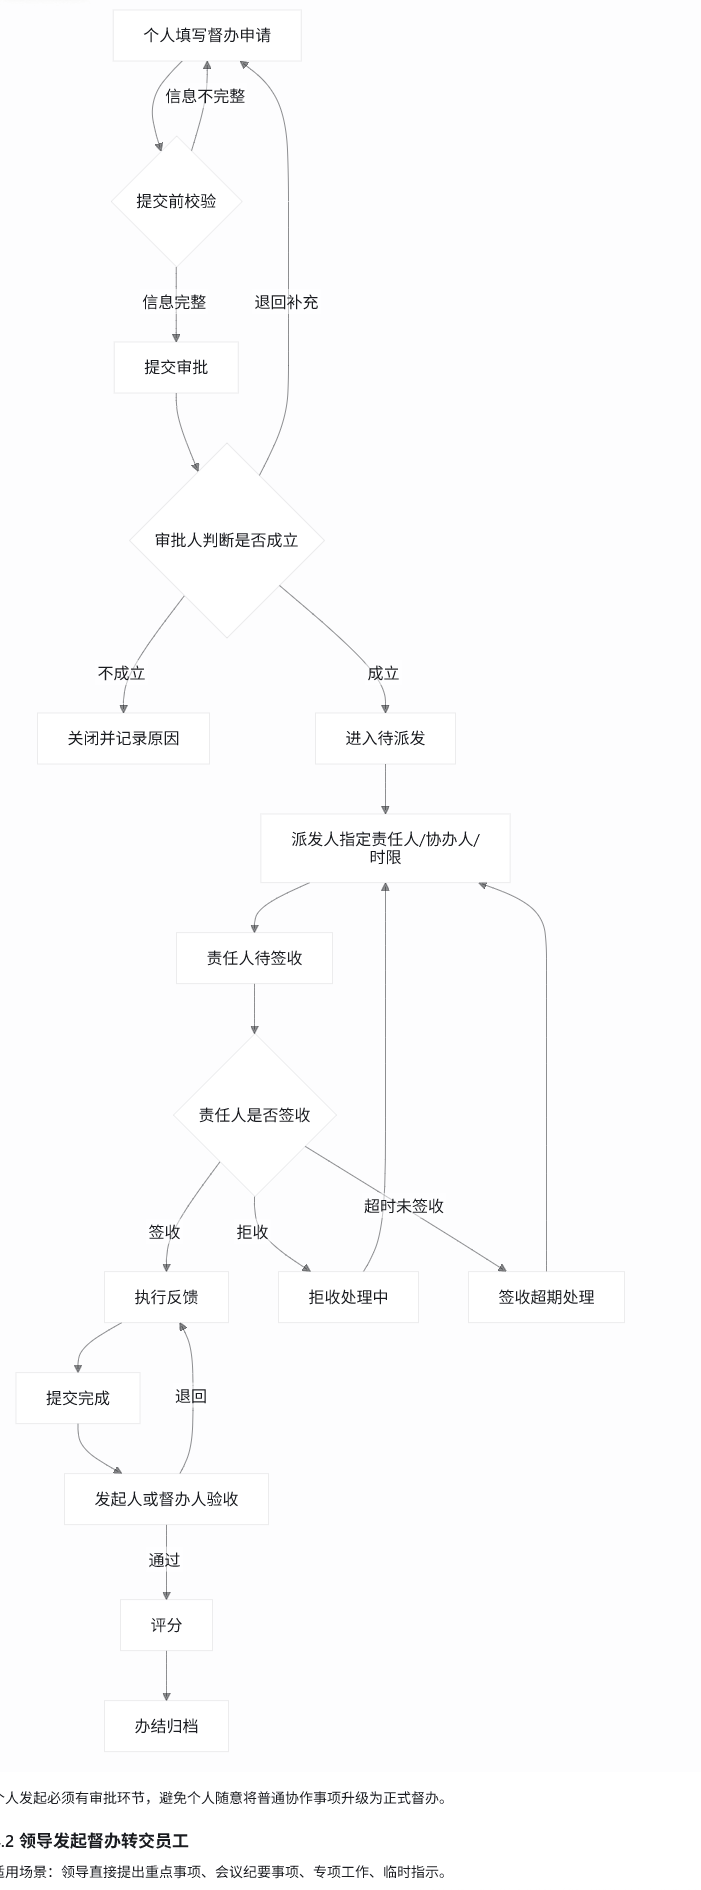 个人填写督办申请
信息不完整
提交前校验
信息完整
退回补充
提交审批
审批人判断是否成立
不成立
成立
关闭并记录原因
进入待派发
派发人指定责任人/协办人/
时限
责任人待签收
责任人是否签收
超时未签收
签收
拒收
执行反馈
拒收处理中
签收超期处理
提交完成
退回
发起人或督办人验收
通过
评分
办结归档
个人发起必须有审批环节，避免个人随意将普通协作事项升级为正式督办。
.2 领导发起督办转交员工
适用场景：领导直接提出重点事项、会议纪要事项、专项工作、临时指示。